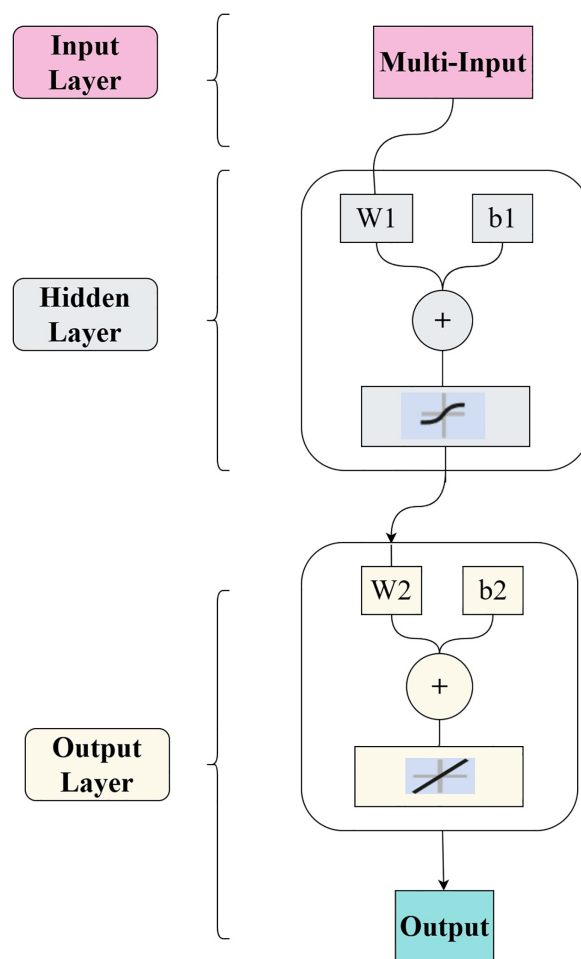 Input
Layer
Multi-Input
W1
b1
+
Hidden
Layer
W2
b2
+
Output
Layer
Output